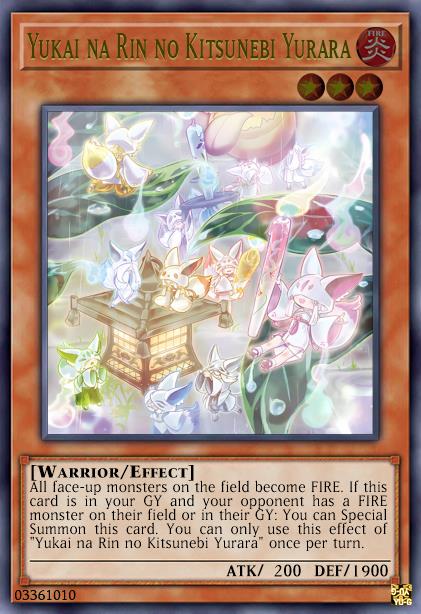 Yukai na Rin no Kitsunebi Yurara
FIRE
炎
[Warrior/Effect]
All face-up monsters on the field become FIRE. If this
card is in your GY and your opponent has a FIRE
monster on their field or in their GY: You can Special
Summon this card. You can only use this effect of
"Yukai na Rin no Kitsunebi Yurara" once per turn.
ATK/ 200 DEF/1900
03361010